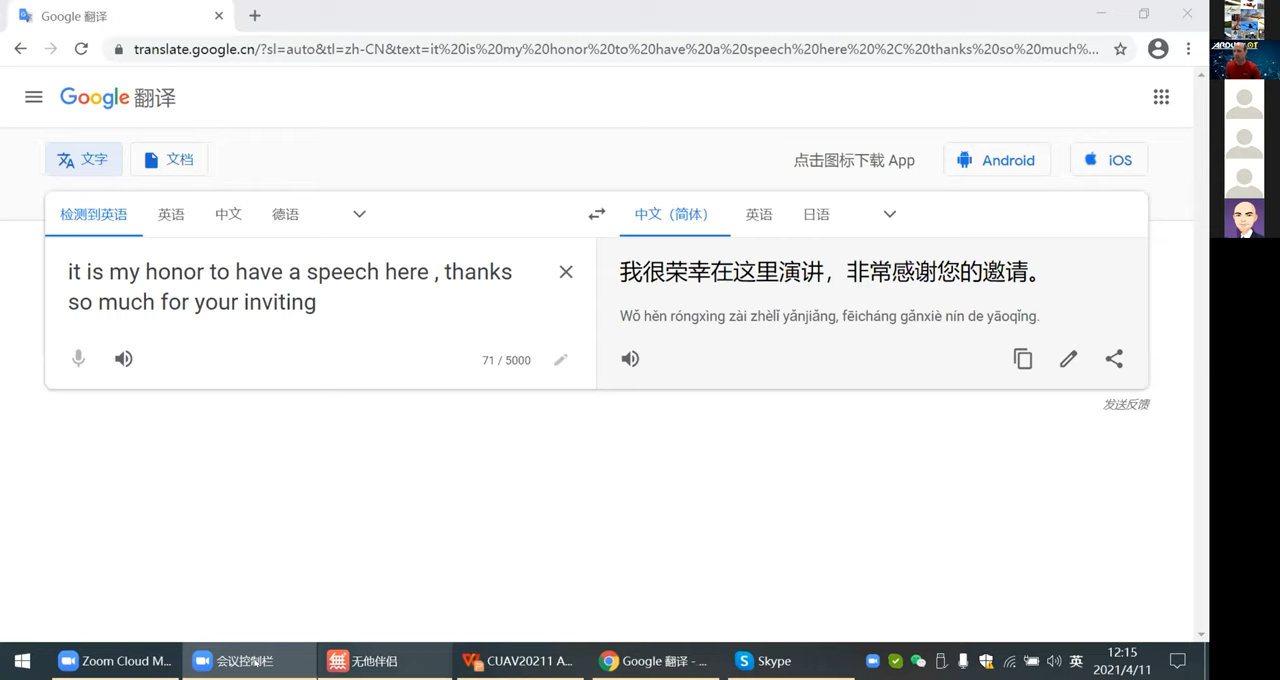 Google 翻译
translate.google.cn/?sl=auto&tl=zh-CN&text=it%20is%20my%20honor%20to%20have%20a%20speech%20here%20%2C%20thanks%20so%20much%...
Google 翻译
文字
文档
点击图标下载 App
Android
iOS
检测到英语
英语
中文
德语
中文（简体）
英语
日语
it is my honor to have a speech here , thanks
so much for your inviting
71 / 5000
我很荣幸在这里演讲，非常感谢您的邀请。
Wǒ hěn róngxìng zài zhèlǐ yǎnjiǎng, fēicháng gǎnxiè nín de yāoqǐng.
发送反馈
Zoom Cloud M...
会议控制栏
無
无他伴侣
CUAV20211 A...
Google 翻译 - ...
Skype
英
12:15
2021/4/11